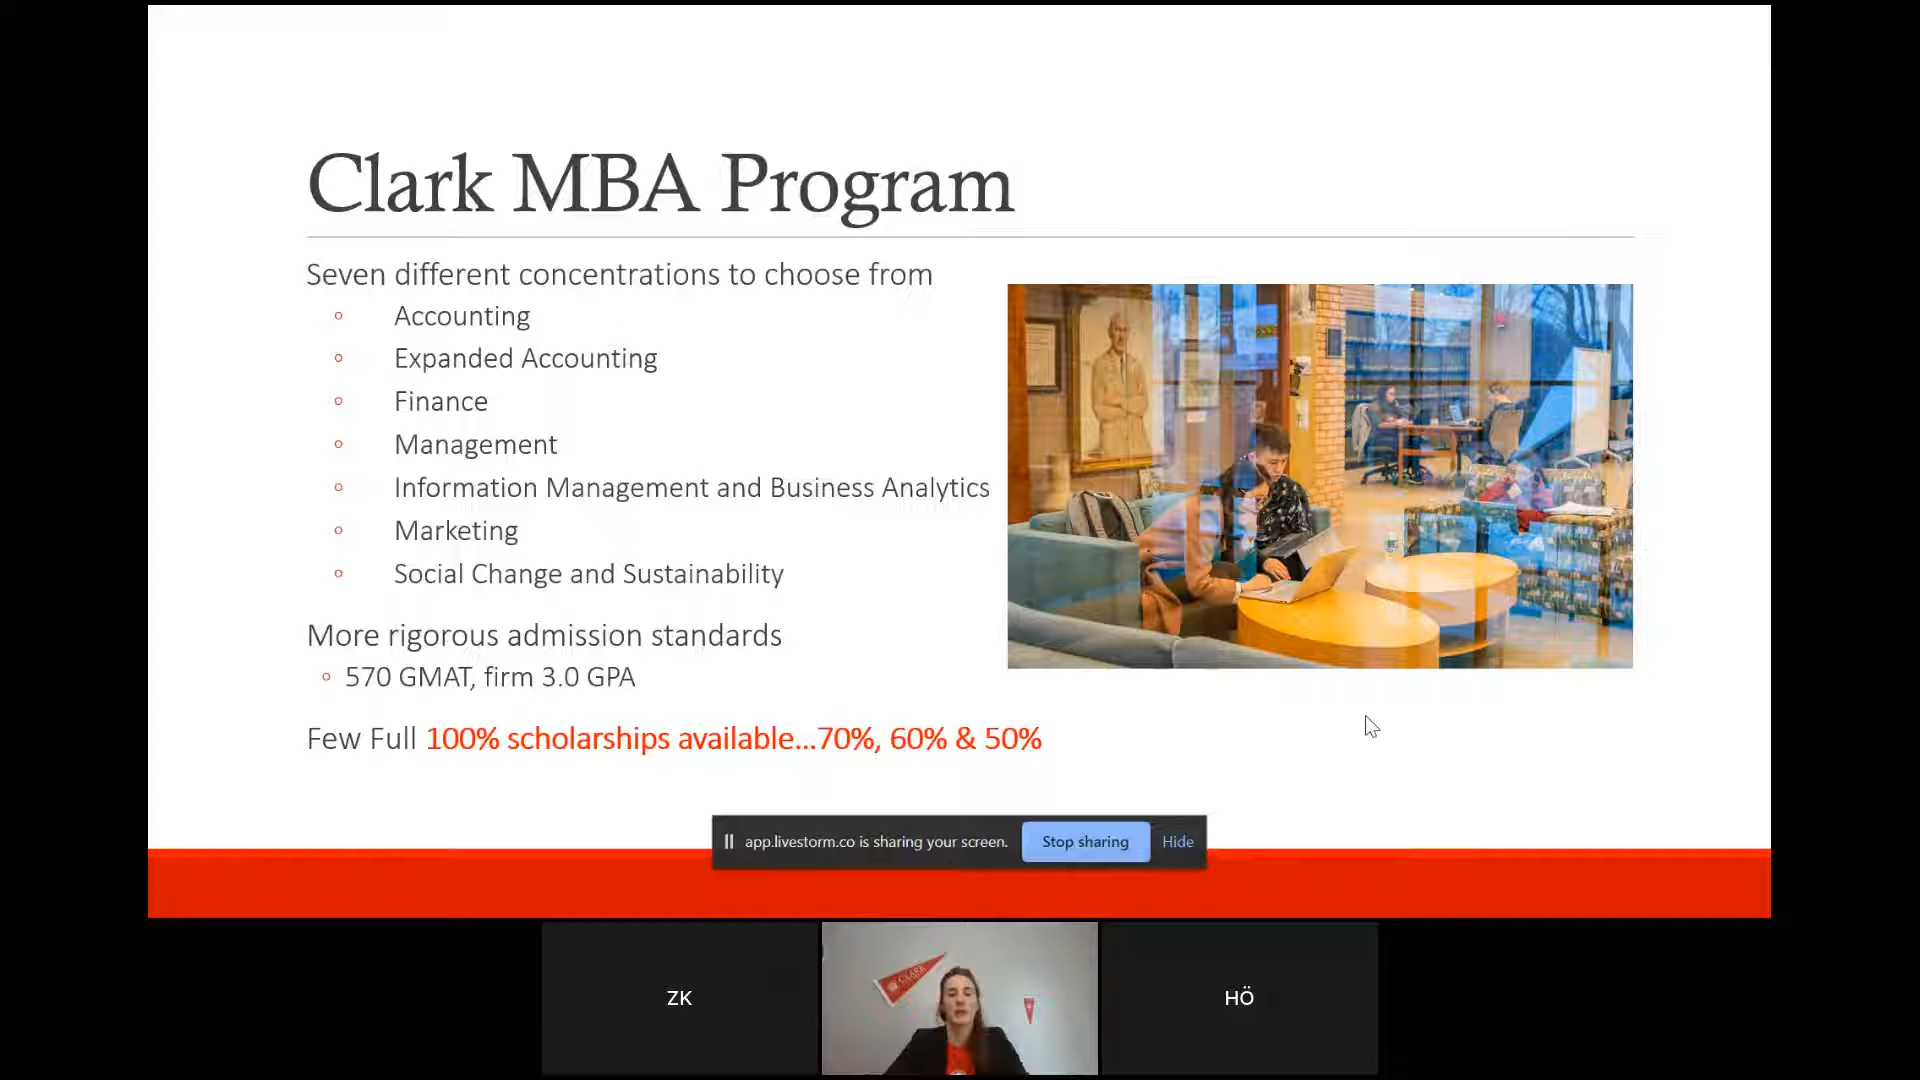 Clark MBA Program
Seven different concentrations to choose from
Accounting
Expanded Accounting
Finance
Management
Information Management and Business Analytics
Marketing
Social Change and Sustainability
More rigorous admission standards
570 GMAT, firm 3.0 GPA
Few Full 100% scholarships available...70%, 60% & 50%
app.livestorm.co is sharing your screen.
Stop sharing
Hide
ZK
CLARK
HÖ